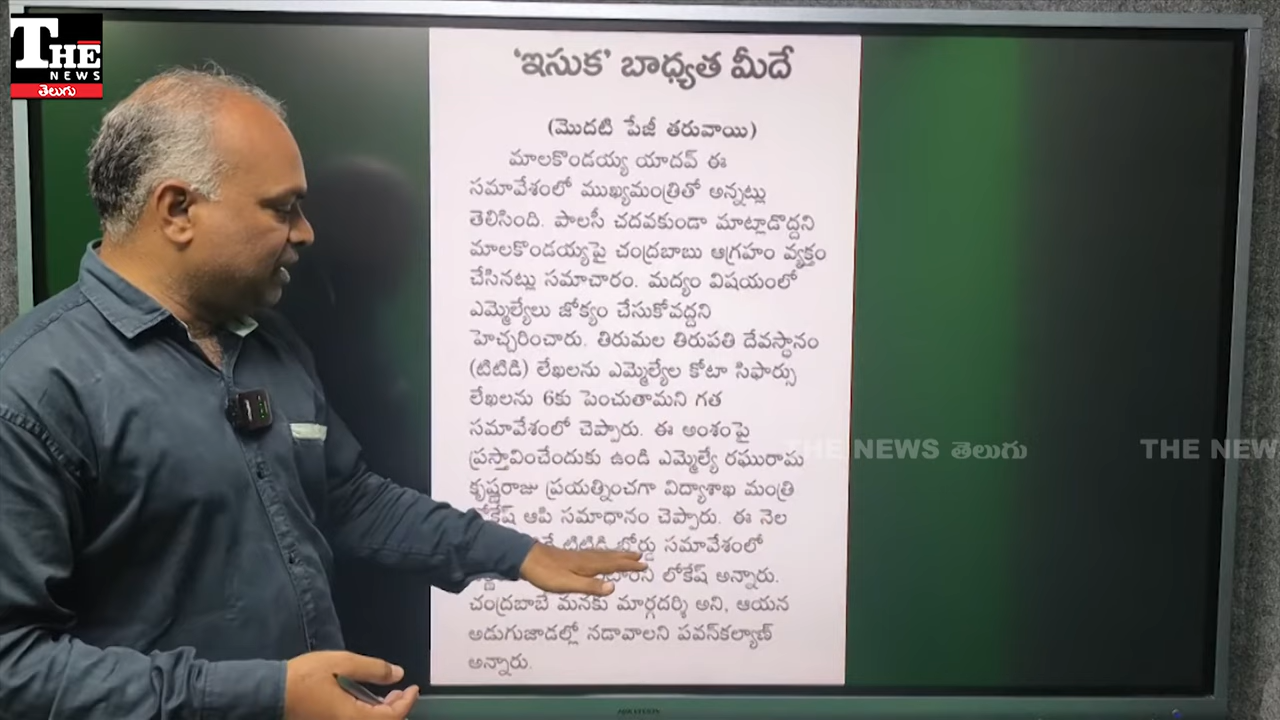 THE
NEWS
తెలుగు
‘ఇసుక’ బాధ్యత మీదే
(మొదటి పేజీ తరువాయి)
మాలకొండయ్య యాదవ్ ఈ
సమావేశంలో ముఖ్యమంత్రితో అన్నట్లు
తెలిసింది. పాలసీ చదవకుండా మాట్లాడొద్దని
మాలకొండయ్యపై చంద్రబాబు ఆగ్రహం వ్యక్తం
చేసినట్లు సమాచారం. మద్యం విషయంలో
ఎమ్మెల్యేలు జోక్యం చేసుకోవద్దని
హెచ్చరించారు. తిరుమల తిరుపతి దేవస్థానం
(టిటిడి) లేఖలను ఎమ్మెల్యేల కోటా సిఫార్సు
లేఖలను 6కు పెంచుతామని గత
సమావేశంలో చెప్పారు. ఈ అంశంపై
ప్రస్తావించేందుకు ఉండి ఎమ్మెల్యే రఘురామ
కృష్ణరాజు ప్రయత్నించగా విద్యాశాఖ మంత్రి
ఆపి సమాధానం చెప్పారు. ఈ నెల
టిటిడి బోర్డు సమావేశంలో
లోకేష్ అన్నారు.
చంద్రబాబే మనకు మార్గదర్శి అని, ఆయన
అడుగుజాడల్లో నడావాలని పవన్‌కల్యాణ్
అన్నారు.
THE NEWS తెలుగు
THE NEW